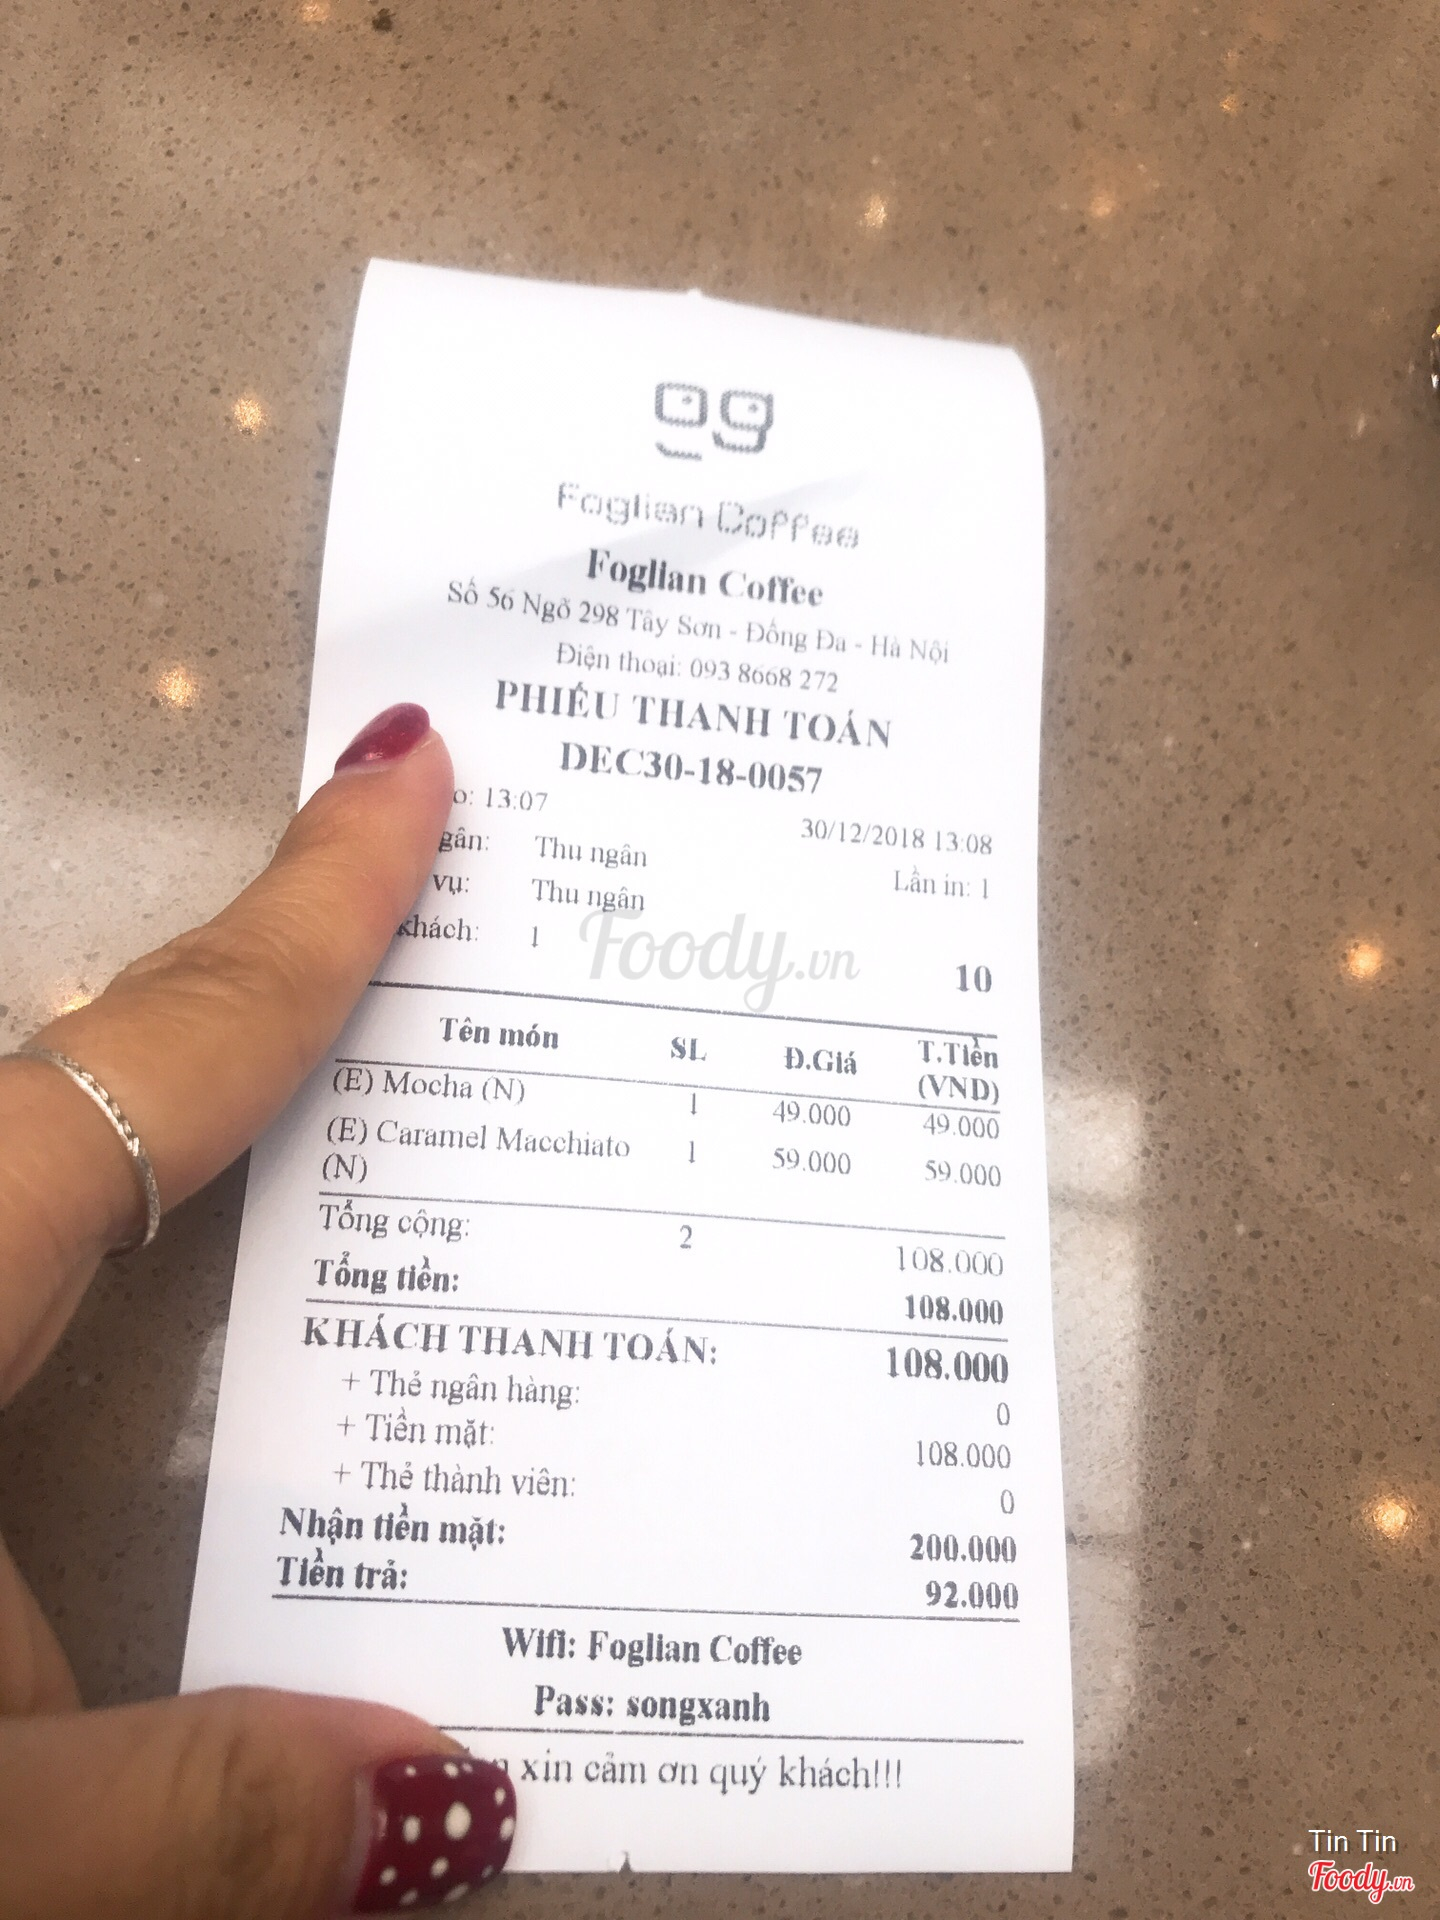 Foglian Coffee
Foglian Coffee
Số 56 Ngõ 298 Tây Sơn - Đống Đa - Hà Nội
Điện thoại: 093 8668 272
PHIẾU THANH TOÁN
DEC30-18-0057
13:07 30/12/2018 13:08
Thu ngân Lần in: 1
vụ: Thu ngân
khách: 1
Foody.vn
10
Tên món SL Đ.Giá T.Tiền
(VND)
(E) Mocha (N) 1 49.000 49.000
(E) Caramel Macchiato 1 59.000 59.000
(N)
Tổng cộng: 2 108.000
Tổng tiền: 108.000
KHÁCH THANH TOÁN: 108.000
+ Thẻ ngân hàng: 0
+ Tiền mặt: 108.000
+ Thẻ thành viên: 0
Nhận tiền mặt: 200.000
Tiền trả: 92.000
Wifi: Foglian Coffee
Pass: songxanh
xin cảm ơn quý khách!!!
Tin Tin
Foody.vn